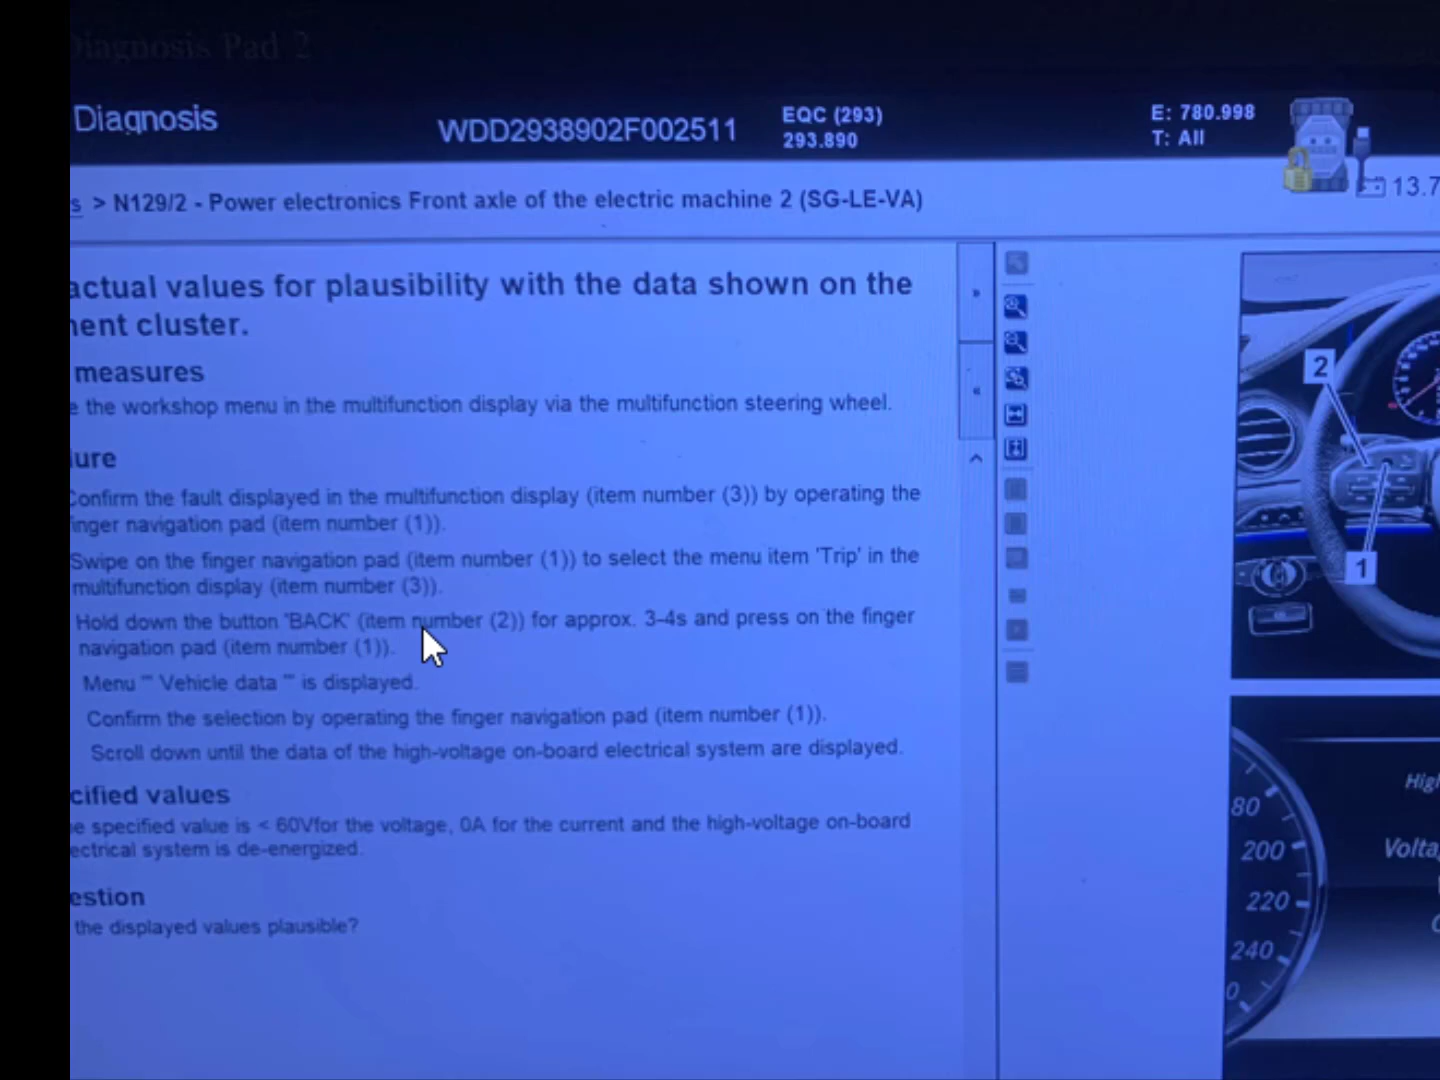 Diagnosis Pad 2
Diagnosis
WDD2938902F002511
EQC (293)
293.890
E: 780.998
T: All
13.7
s > N129/2 - Power electronics Front axle of the electric machine 2 (SG-LE-VA)
actual values for plausibility with the data shown on the
ent cluster.
measures
e the workshop menu in the multifunction display via the multifunction steering wheel.
ure
Confirm the fault displayed in the multifunction display (item number (3)) by operating the
inger navigation pad (item number (1)).
Swipe on the finger navigation pad (item number (1)) to select the menu item 'Trip' in the
multifunction display (item number (3)).
Hold down the button "BACK' (item number (2)) for approx. 3-4s and press on the finger
navigation pad (item number (1)).
Menu "" Vehicle data "" is displayed.
Confirm the selection by operating the finger navigation pad (item number (1)).
Scroll down until the data of the high-voltage on-board electrical system are displayed.
cified values
e specified value is < 60Vfor the voltage, 0A for the current and the high-voltage on-board
ectrical system is de-energized.
estion
the displayed values plausible?
2
1
High
80
200
Volta
220
240
0